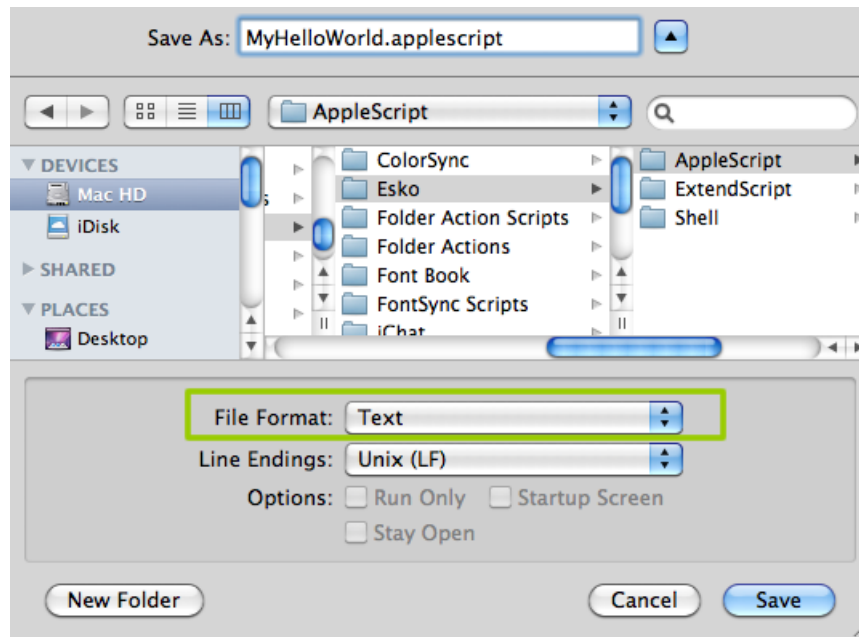 Save As: MyHelloWorld.applescript
AppleScript
DEVICES
Mac HD
iDisk
SHARED
PLACES
Desktop
s
ColorSync
Esko
Folder Action Scripts
Folder Actions
Font Book
FontSync Scripts
iChat
AppleScript
ExtendScript
Shell
File Format: Text
Line Endings: Unix (LF)
Options: Run Only Startup Screen
Stay Open
New Folder Cancel Save